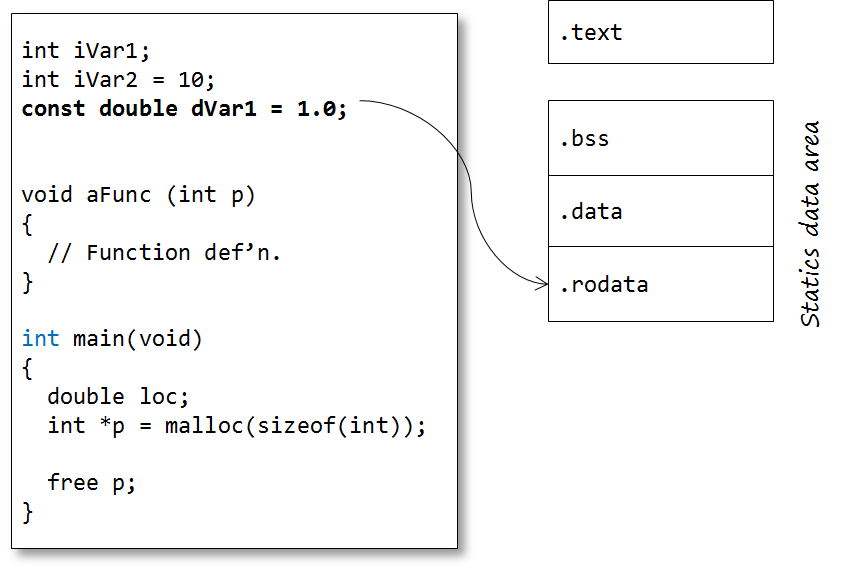 int iVar1;
int iVar2 = 10;
const double dVar1 = 1.0;
void aFunc (int p)
{
// Function def’n.
}
int main(void)
{
double loc;
int *p = malloc(sizeof(int));
free p;
}
.text
.bss
.data
.rodata
Statics data area